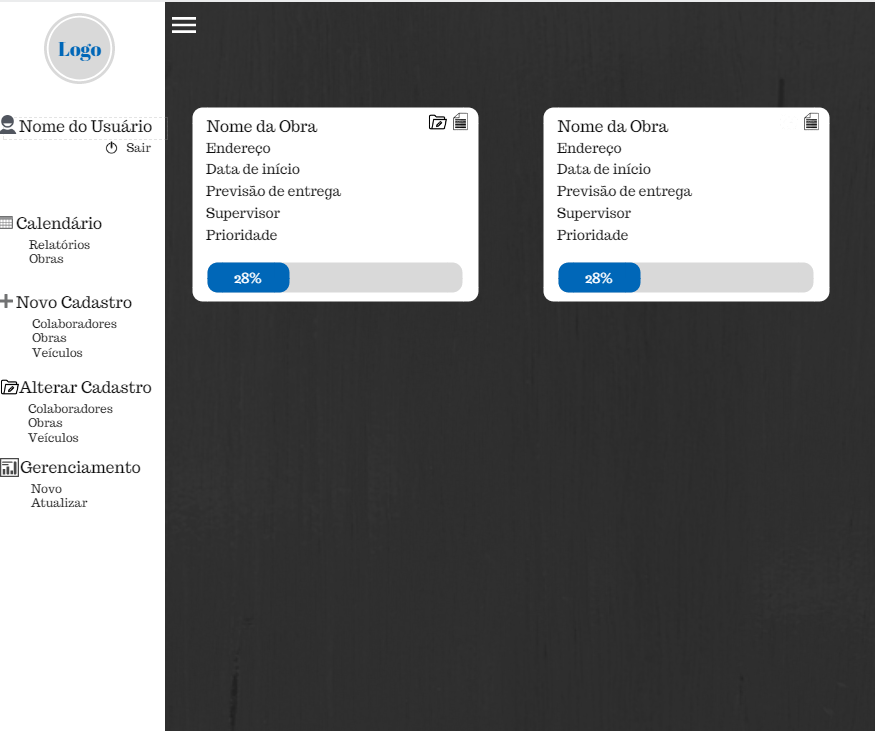 Logo
Nome do Usuário
Sair
Calendário
Relatórios
Obras
Novo Cadastro
Colaboradores
Obras
Veículos
Alterar Cadastro
Colaboradores
Obras
Veículos
Gerenciamento
Novo
Atualizar
Nome da Obra
Endereço
Data de início
Previsão de entrega
Supervisor
Prioridade
28%
Nome da Obra
Endereço
Data de início
Previsão de entrega
Supervisor
Prioridade
28%